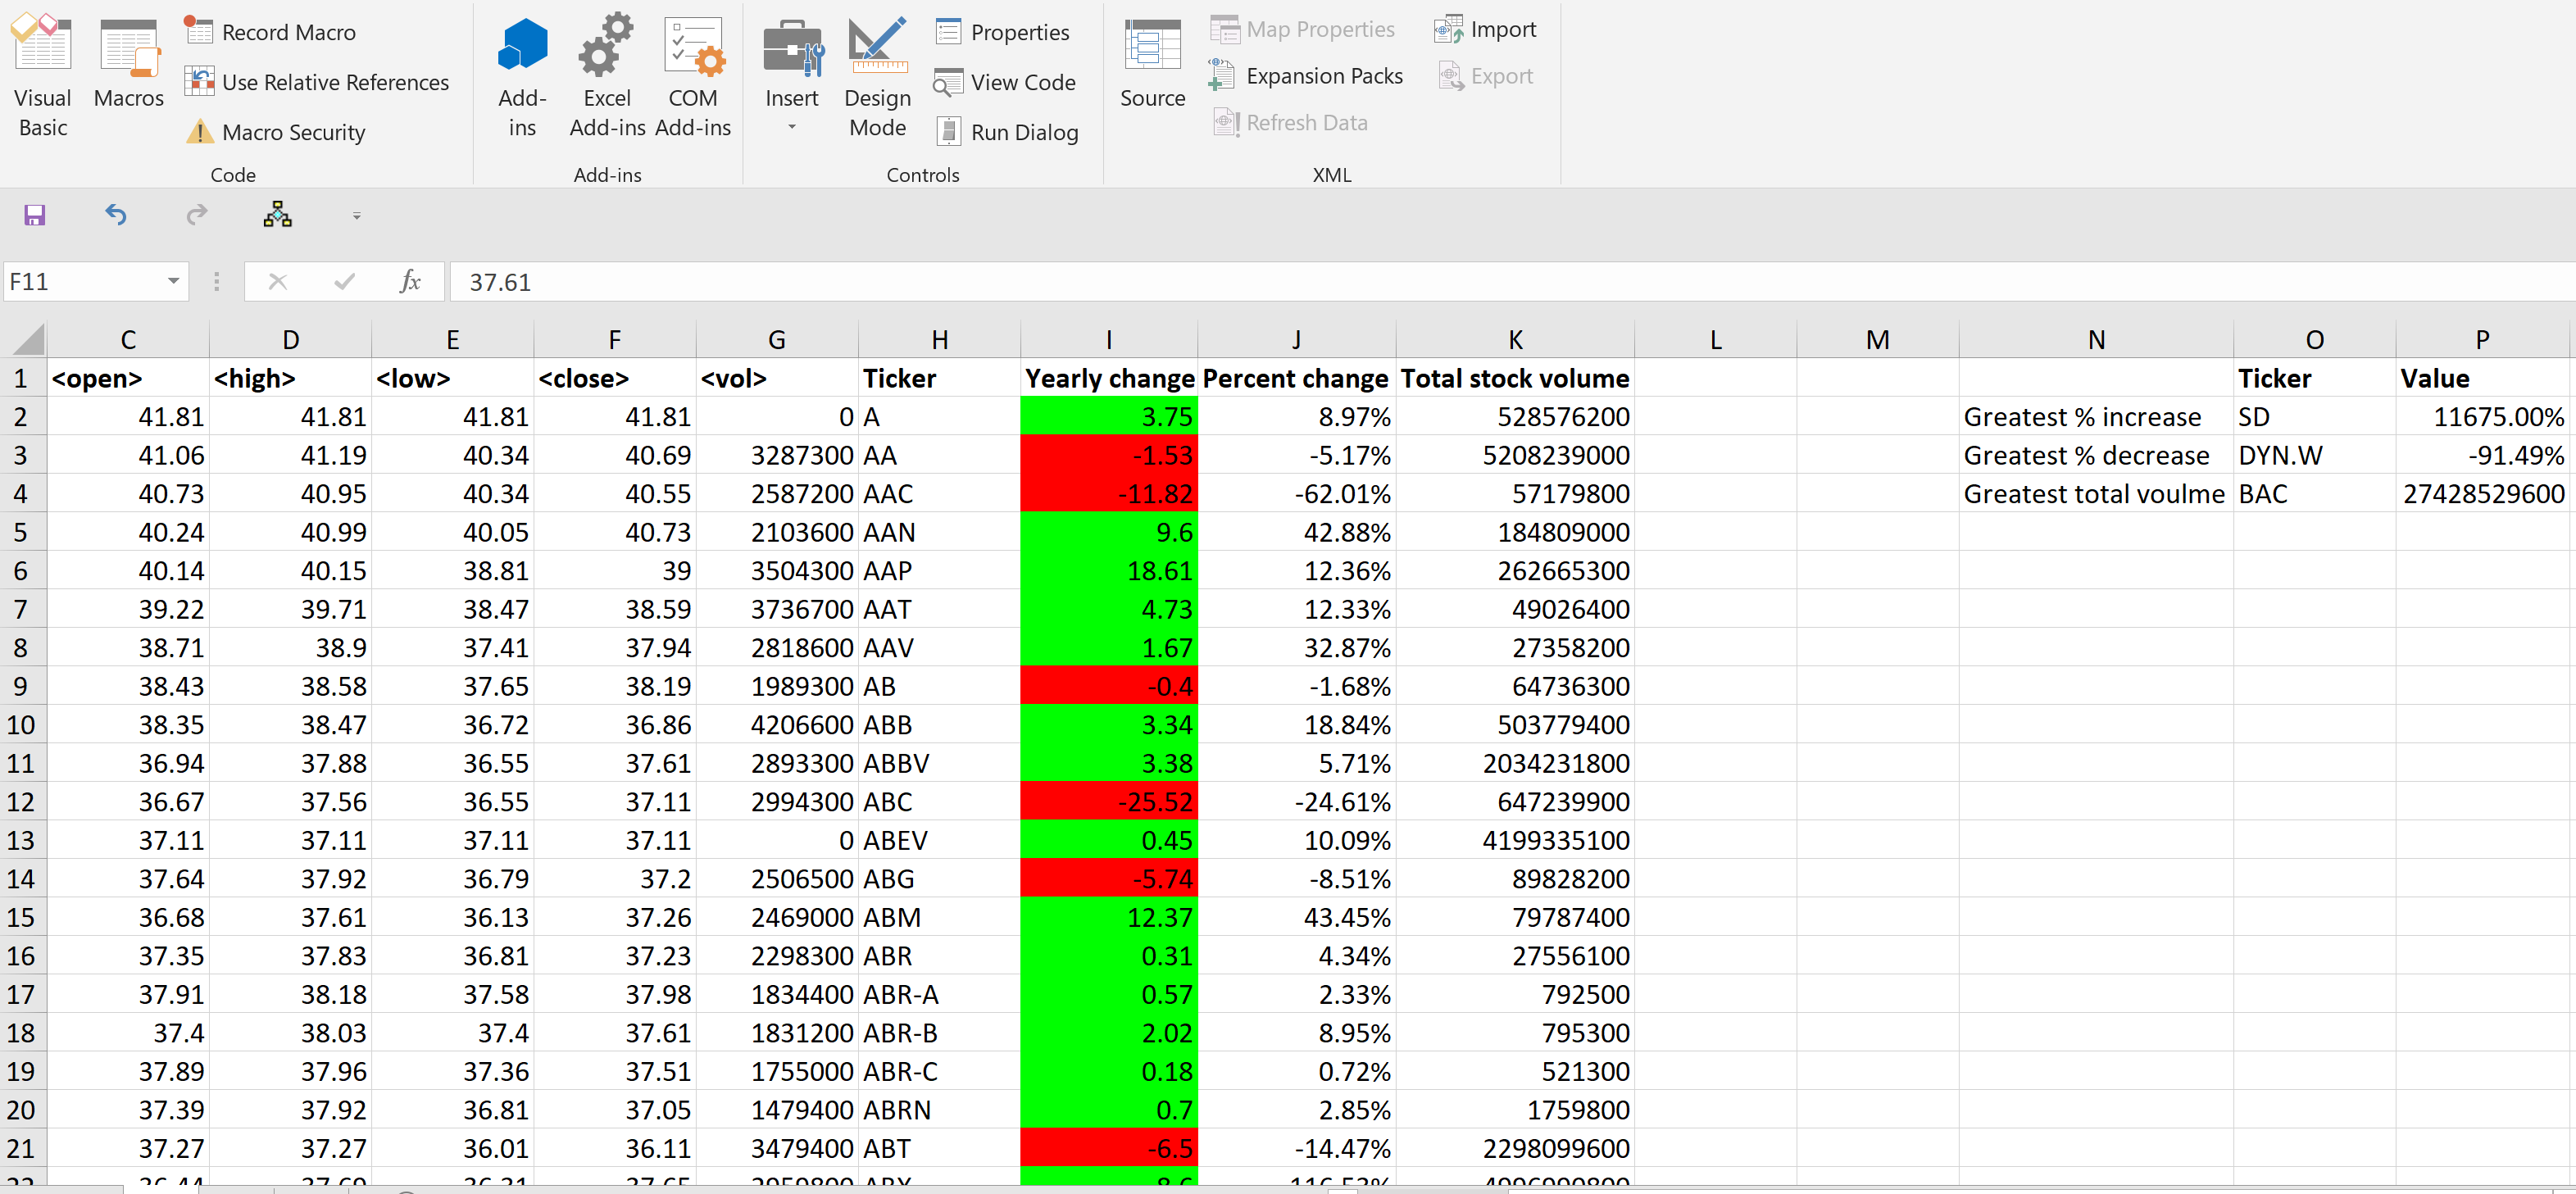 Visual Basic
Macros
Record Macro
Use Relative References
Macro Security
Code
Add-ins
Excel Add-ins
COM Add-ins
Add-ins
Insert
Design Mode
Properties
View Code
Run Dialog
Controls
Source
Map Properties
Expansion Packs
Refresh Data
Import
Export
XML
F11 fx 37.61
C D E F G H I J K L M N O P
1 <open> <high> <low> <close> <vol> Ticker Yearly change Percent change Total stock volume Ticker Value
2 41.81 41.81 41.81 41.81 0 A 3.75 8.97% 528576200 Greatest % increase SD 11675.00%
3 41.06 41.19 40.34 40.69 3287300 AA -1.53 -5.17% 5208239000 Greatest % decrease DYN.W -91.49%
4 40.73 40.95 40.34 40.55 2587200 AAC -11.82 -62.01% 57179800 Greatest total voulme BAC 27428529600
5 40.24 40.99 40.05 40.73 2103600 AAN 9.6 42.88% 184809000
6 40.14 40.15 38.81 39 3504300 AAP 18.61 12.36% 262665300
7 39.22 39.71 38.47 38.59 3736700 AAT 4.73 12.33% 49026400
8 38.71 38.9 37.41 37.94 2818600 AAV 1.67 32.87% 27358200
9 38.43 38.58 37.65 38.19 1989300 AB -0.4 -1.68% 64736300
10 38.35 38.47 36.72 36.86 4206600 ABB 3.34 18.84% 503779400
11 36.94 37.88 36.55 37.61 2893300 ABBV 3.38 5.71% 2034231800
12 36.67 37.56 36.55 37.11 2994300 ABC -25.52 -24.61% 647239900
13 37.11 37.11 37.11 37.11 0 ABEV 0.45 10.09% 4199335100
14 37.64 37.92 36.79 37.2 2506500 ABG -5.74 -8.51% 89828200
15 36.68 37.61 36.13 37.26 2469000 ABM 12.37 43.45% 79787400
16 37.35 37.83 36.81 37.23 2298300 ABR 0.31 4.34% 27556100
17 37.91 38.18 37.58 37.98 1834400 ABR-A 0.57 2.33% 792500
18 37.4 38.03 37.4 37.61 1831200 ABR-B 2.02 8.95% 795300
19 37.89 37.96 37.36 37.51 1755000 ABR-C 0.18 0.72% 521300
20 37.39 37.92 36.81 37.05 1479400 ABRN 0.7 2.85% 1759800
21 37.27 37.27 36.01 36.11 3479400 ABT -6.5 -14.47% 2298099600